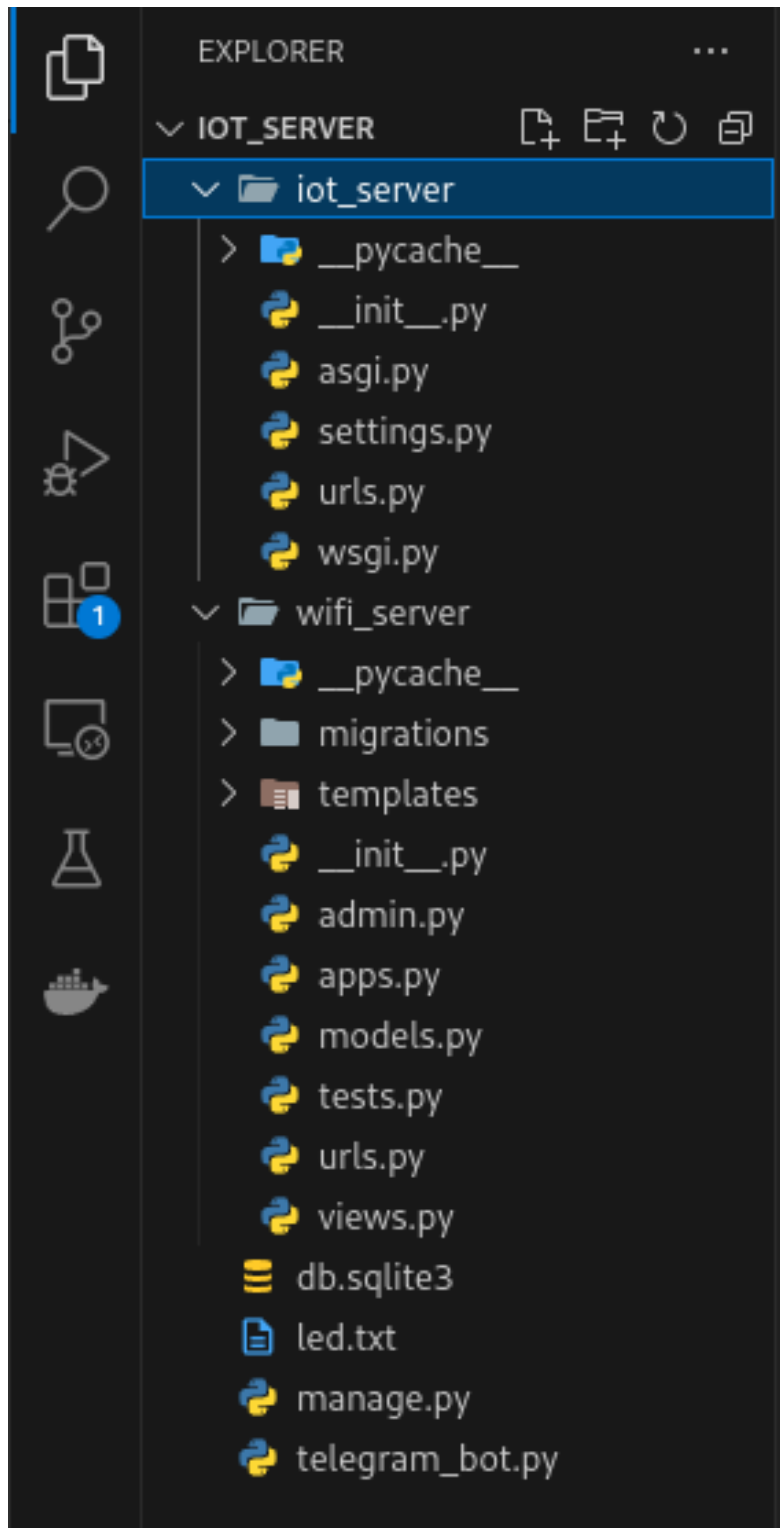 EXPLORER
IOT_SERVER
iot_server
__pycache__
__init__.py
asgi.py
settings.py
urls.py
wsgi.py
1
wifi_server
__pycache__
migrations
templates
__init__.py
admin.py
apps.py
models.py
tests.py
urls.py
views.py
db.sqlite3
led.txt
manage.py
telegram_bot.py